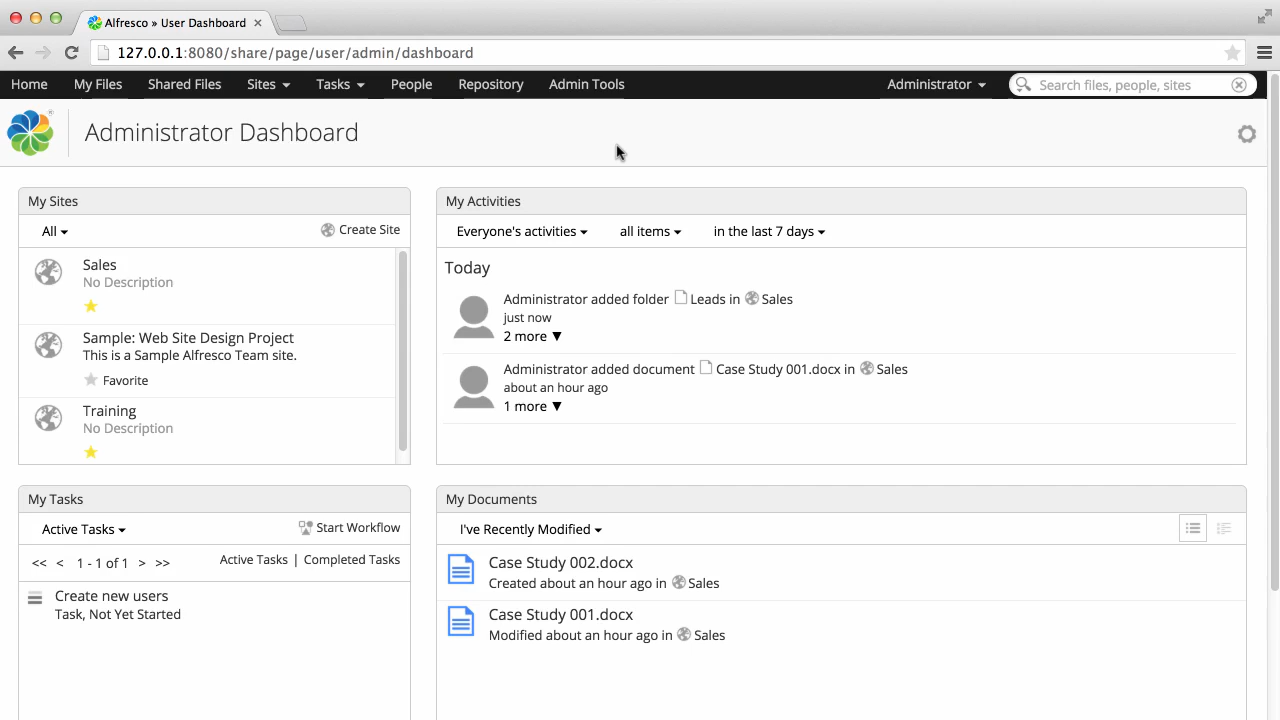 Alfresco » User Dashboard
127.0.0.1:8080/share/page/user/admin/dashboard
Home My Files Shared Files Sites Tasks People Repository Admin Tools Administrator Search files, people, sites
Administrator Dashboard
My Sites
All Create Site
Sales
No Description
Sample: Web Site Design Project
This is a Sample Alfresco Team site.
Favorite
Training
No Description
My Activities
Everyone's activities all items in the last 7 days
Today
Administrator added folder Leads in Sales
just now
2 more ▼
Administrator added document Case Study 001.docx in Sales
about an hour ago
1 more ▼
My Tasks
Active Tasks Start Workflow
<< < 1 - 1 of 1 > >> Active Tasks | Completed Tasks
Create new users
Task, Not Yet Started
My Documents
I've Recently Modified
Case Study 002.docx
Created about an hour ago in Sales
Case Study 001.docx
Modified about an hour ago in Sales